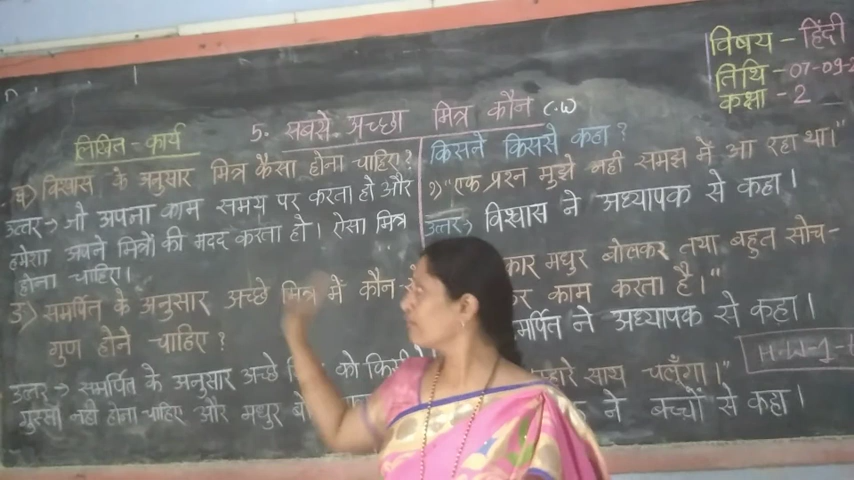 विषय - हिंदी
तिथि - 07-09-2
कक्षा - 2
5. सबसे अच्छा मित्र कौन C.W
लिखित - कार्य
विश्वास के अनुसार मित्र कैसा होना चाहिए?
उत्तर → जो अपना काम समय पर करता हो और
हमेशा अपने मित्रों की मदद करता हो। ऐसा मित्र
होना चाहिए।
3) समर्पित के अनुसार अच्छे मित्र में कौन
गुण होने चाहिए?
उत्तर → समर्पित के अनुसार अच्छे को
गुस्सा नही होना चाहिए और मधुर
किसने किससे कहा?
१) "एक प्रश्न मुझे नही समझ में आ रहा था।"
उत्तर → विश्वास ने अध्यापक से कहा।
कार मधुर बोलकर तथा बहुत सोच-
कर काम करता है।"
मर्पित ने अध्यापक से कहा।
H.W-1-
म्हारे साथ चलूँगा।"
ने बच्चों से कहा।